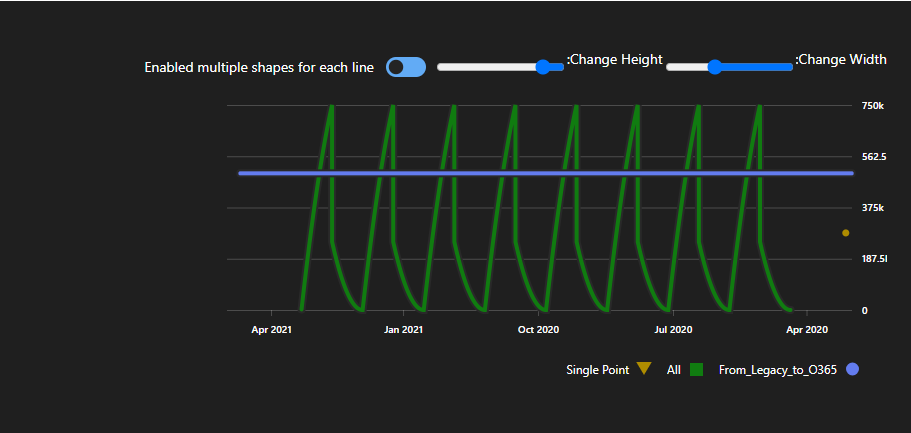 Enabled multiple shapes for each line
:Change Height
:Change Width
750k
562.5
375k
187.5l
0
Apr 2021
Jan 2021
Oct 2020
Jul 2020
Apr 2020
Single Point
All
From_Legacy_to_O365